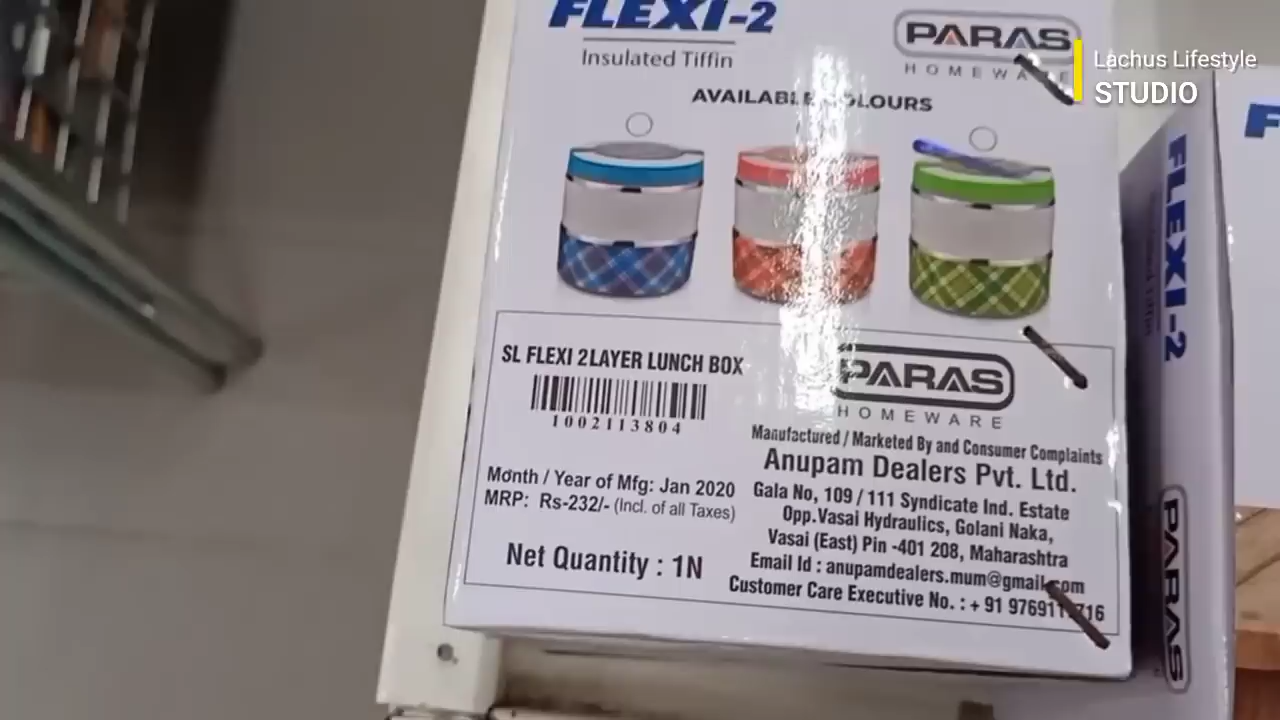 FLEXI-2
Insulated Tiffin
PARAS
HOMEWARE
Lachus Lifestyle
STUDIO
AVAILABLE COLOURS
SL FLEXI 2LAYER LUNCH BOX
1002113804
Month / Year of Mfg: Jan 2020
MRP: Rs-232/- (Incl. of all Taxes)
Net Quantity : 1N
PARAS
HOMEWARE
Manufactured / Marketed By and Consumer Complaints
Anupam Dealers Pvt. Ltd.
Gala No, 109 / 111 Syndicate Ind. Estate
Opp.Vasai Hydraulics, Golani Naka,
Vasai (East) Pin -401 208, Maharashtra
Email Id : anupamdealers.mum@gmail.com
Customer Care Executive No. : + 91
FLEXI-2
PARAS